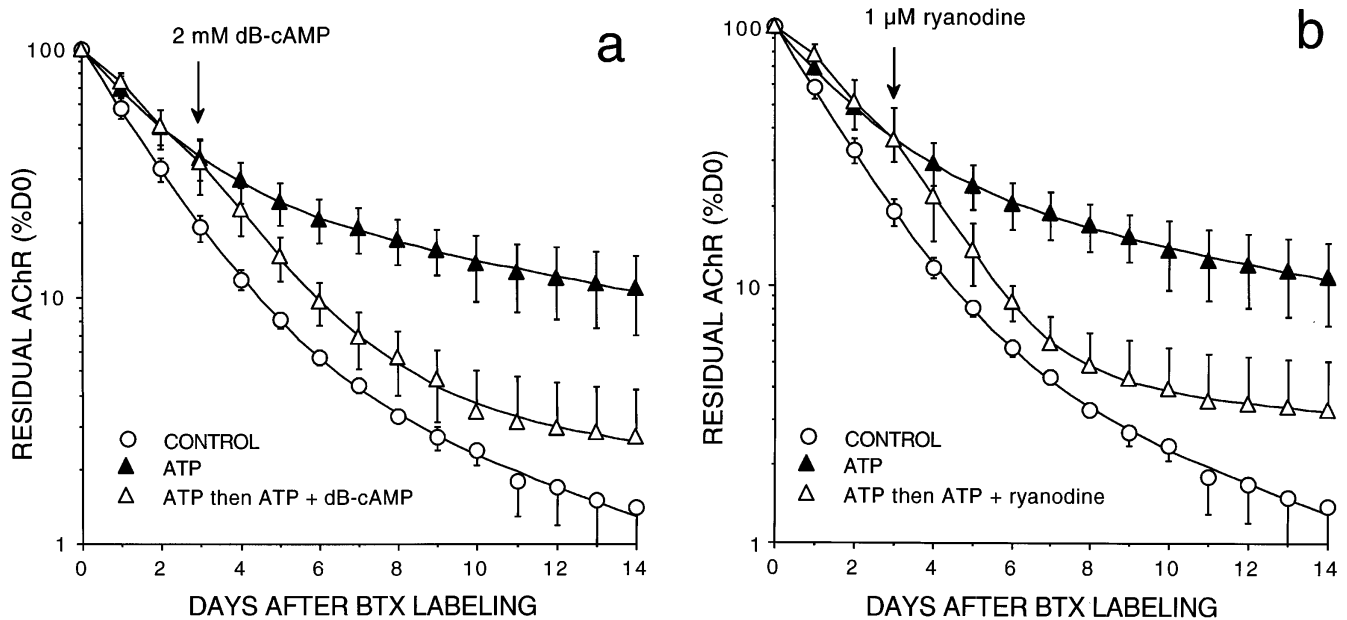 a
2 mM dB-cAMP
100
10
1
RESIDUAL AChR (%D0)
CONTROL
ATP
ATP then ATP + dB-cAMP
0 2 4 6 8 10 12 14
DAYS AFTER BTX LABELING
b
1 µM ryanodine
100
10
1
RESIDUAL AChR (%D0)
CONTROL
ATP
ATP then ATP + ryanodine
0 2 4 6 8 10 12 14
DAYS AFTER BTX LABELING